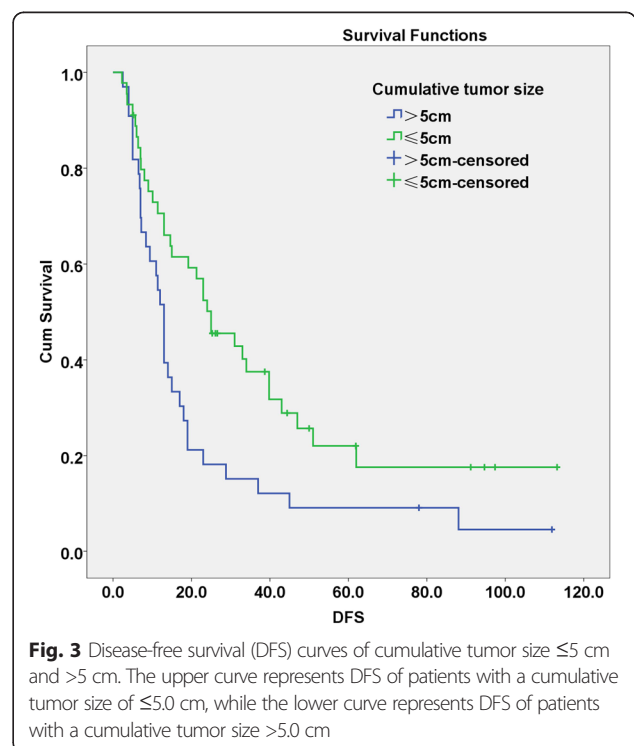 Survival Functions
Cumulative tumor size
>5cm
≤5cm
>5cm-censored
≤5cm-censored
Cum Survival
1.0
0.8
0.6
0.4
0.2
0.0
0.0 20.0 40.0 60.0 80.0 100.0 120.0
DFS
Fig. 3 Disease-free survival (DFS) curves of cumulative tumor size ≤5 cm
and >5 cm. The upper curve represents DFS of patients with a cumulative
tumor size of ≤5.0 cm, while the lower curve represents DFS of patients
with a cumulative tumor size >5.0 cm